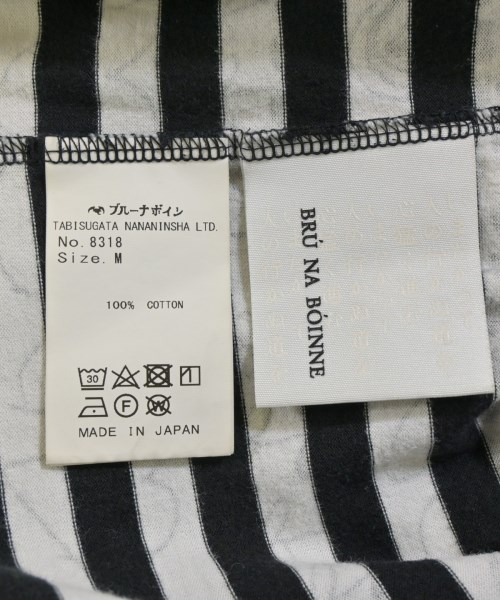 ブルーナボイン
TABISUGATA NANANINSHA LTD.
No. 8318
Size. M
100% COTTON
30
F
W
MADE IN JAPAN
BRÚ NA BÓINNE